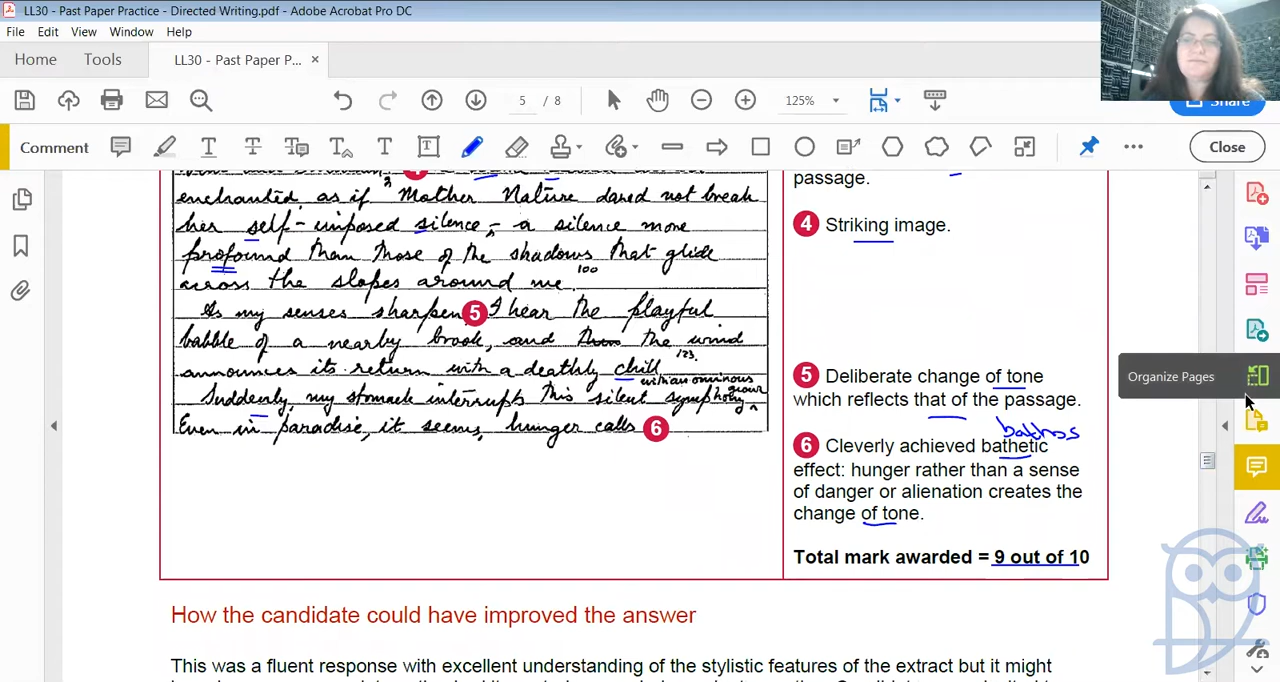 LL30 - Past Paper Practice - Directed Writing.pdf - Adobe Acrobat Pro DC
File Edit View Window Help
Home Tools LL30 - Past Paper P... ×
5 / 8 125% Share
Comment Close
enchanted, as if Mother Nature dared not break
her self-imposed silence, - a silence more
profound than those of the shadows that glide
100
across the slopes around me.
As my senses sharpen, 5 I hear the playful
babble of a nearby brook, and the wind
123.
announces its return with a deathly chill
with an ominous
growl
Suddenly, my stomach interrupts this silent symphony
Even in paradise, it seems, hunger calls 6
passage.
4 Striking image.
5 Deliberate change of tone
which reflects that of the passage.
bathos
6 Cleverly achieved bathetic
effect: hunger rather than a sense
of danger or alienation creates the
change of tone.
Total mark awarded = 9 out of 10
Organize Pages
How the candidate could have improved the answer
This was a fluent response with excellent understanding of the stylistic features of the extract but it might